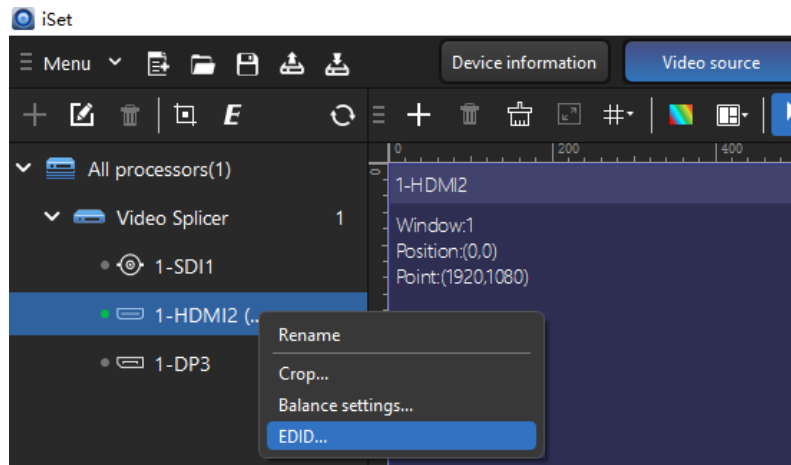 iSet
Menu
Device information
Video source
E
0
200
400
All processors(1)
1-HDMI2
Video Splicer 1
0
Window:1
Position:(0,0)
Point:(1920,1080)
1-SDI1
1-HDMI2 (..
1-DP3
Rename
Crop...
Balance settings...
EDID...